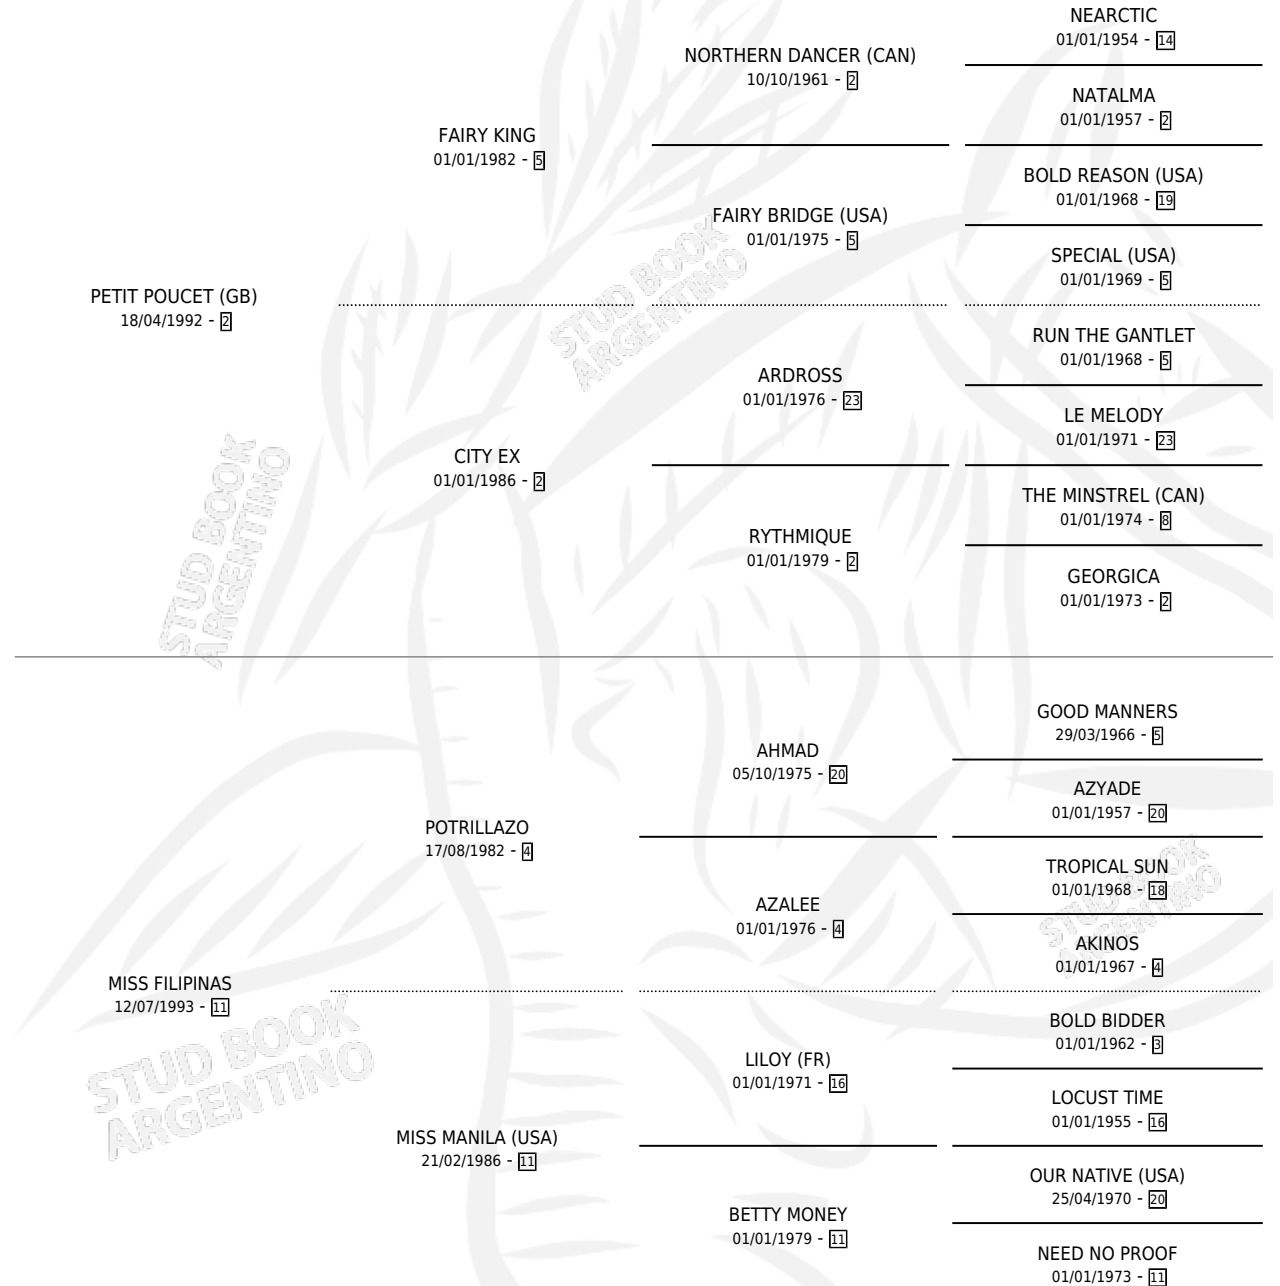 NEARCTIC
01/01/1954 - 14
NORTHERN DANCER (CAN)
10/10/1961 - 2
NATALMA
01/01/1957 - 2
FAIRY KING
01/01/1982 - 5
BOLD REASON (USA)
01/01/1968 - 19
FAIRY BRIDGE (USA)
01/01/1975 - 5
SPECIAL (USA)
01/01/1969 - 5
PETIT POUCET (GB)
18/04/1992 - 2
STUD BOOK
ARGENTINO
RUN THE GANTLET
01/01/1968 - 5
ARDROSS
01/01/1976 - 23
LE MELODY
01/01/1971 - 23
CITY EX
01/01/1986 - 2
THE MINSTREL (CAN)
01/01/1974 - 8
RYTHMIQUE
01/01/1979 - 2
GEORGICA
01/01/1973 - 2
STUD BOOK
ARGENTINO
GOOD MANNERS
29/03/1966 - 5
AHMAD
05/10/1975 - 20
AZYADE
01/01/1957 - 20
POTRILLAZO
17/08/1982 - 4
TROPICAL SUN
01/01/1968 - 18
AZALEE
01/01/1976 - 4
STUD BOOK
ARGENTINO
AKINOS
01/01/1967 - 4
MISS FILIPINAS
12/07/1993 - 11
BOLD BIDDER
01/01/1962 - 3
LILOY (FR)
01/01/1971 - 16
STUD BOOK
ARGENTINO
LOCUST TIME
01/01/1955 - 16
MISS MANILA (USA)
21/02/1986 - 11
OUR NATIVE (USA)
25/04/1970 - 20
BETTY MONEY
01/01/1979 - 11
NEED NO PROOF
01/01/1973 - 11